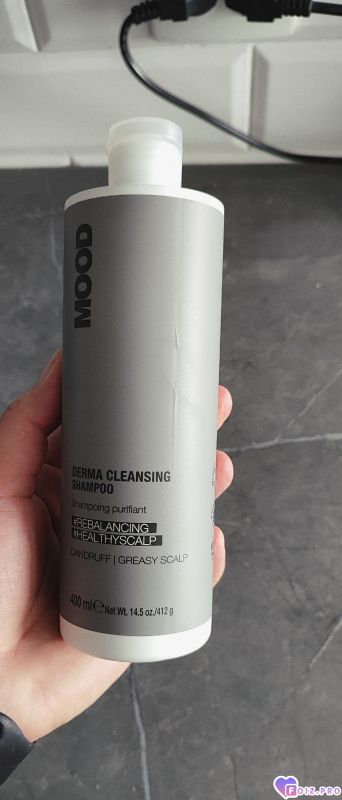 MOOD
DERMA CLEANSING
SHAMPOO
Shampooing purifiant
#REBALANCING
#HEALTHYSCALP
DANDRUFF | GREASY SCALP
400 ml ℮ Net Wt. 14.5 oz./412 g
FOIZ.PRO